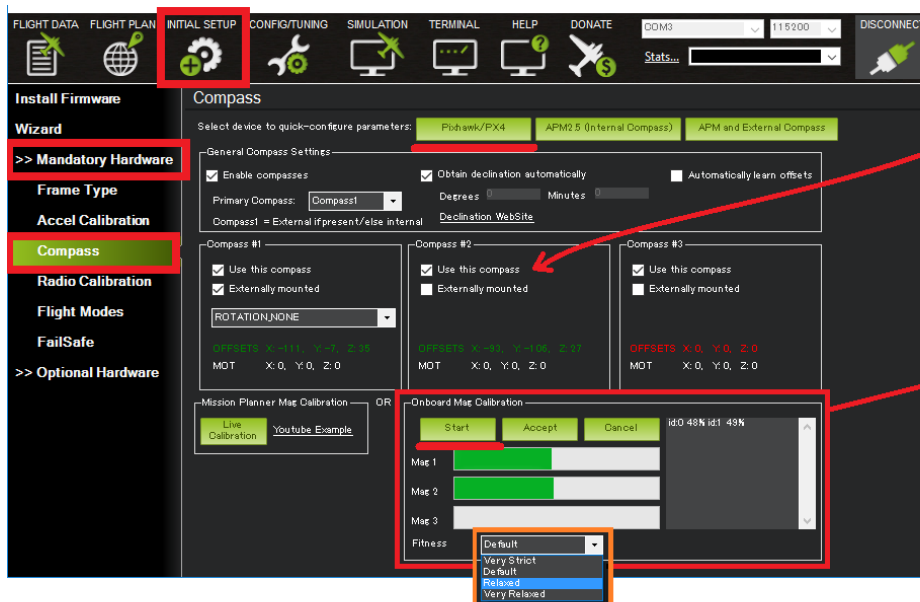 FLIGHT DATA FLIGHT PLAN INITIAL SETUP CONFIG/TUNING SIMULATION TERMINAL HELP DONATE COM3 115200 DISCONNEC
Stats...
Install Firmware
Wizard
>> Mandatory Hardware
Frame Type
Accel Calibration
Compass
Radio Calibration
Flight Modes
FailSafe
>> Optional Hardware
Compass
Select device to quick-configure parameters: Pixhawk/PX4 APM2.5 (Internal Compass) APM and External Compass
General Compass Settings
Enable compasses Obtain declination automatically Automatically learn offsets
Primary Compass: Compass1 Degrees 0 Minutes 0
Compass1 = External if present/else internal Declination WebSite
Compass #1 Compass #2 Compass #3
Use this compass Use this compass Use this compass
Externally mounted Externally mounted Externally mounted
ROTATION_NONE
OFFSETS X: -111, Y: -7, Z: 35 OFFSETS X: -93, Y: -106, Z: 27 OFFSETS X: 0, Y: 0, Z: 0
MOT X: 0, Y: 0, Z: 0 MOT X: 0, Y: 0, Z: 0 MOT X: 0, Y: 0, Z: 0
Mission Planner Mag Calibration OR Onboard Mag Calibration
Live Calibration Youtube Example Start Accept Cancel id:0 48% id:1 49%
Mag 1
Mag 2
Mag 3
Fitness Default
Very Strict
Default
Relaxed
Very Relaxed